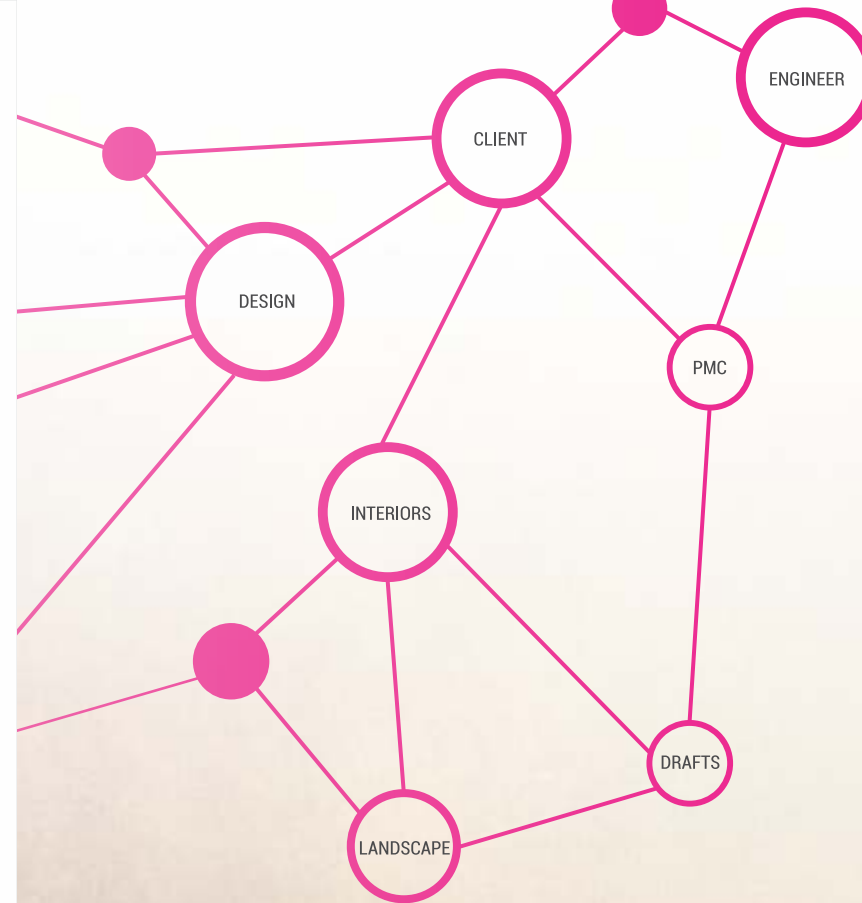 ENGINEER
CLIENT
DESIGN
PMC
INTERIORS
DRAFTS
LANDSCAPE